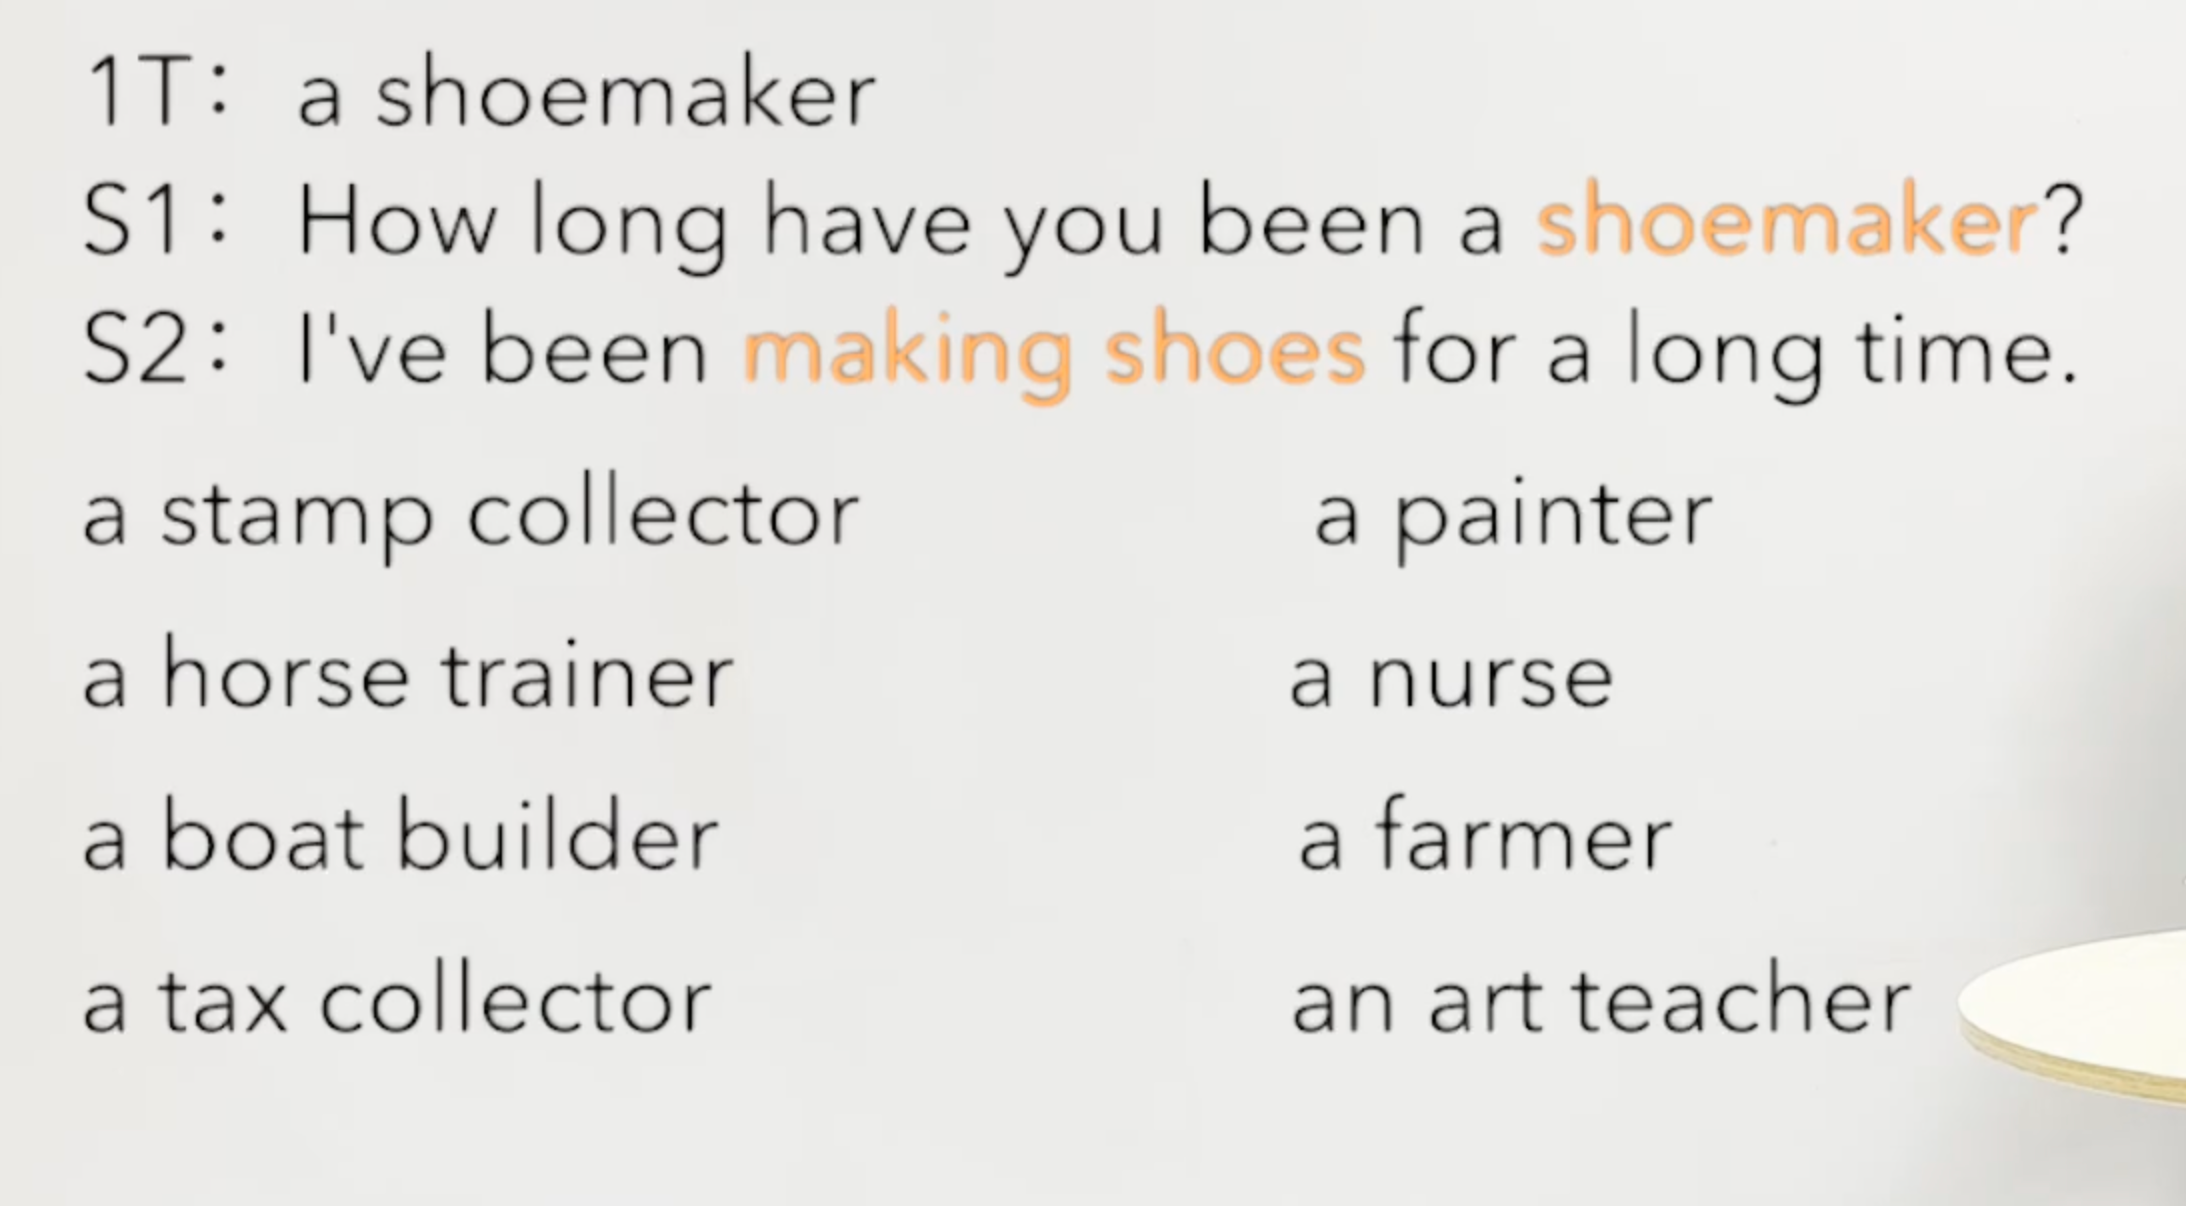 1T: a shoemaker
S1: How long have you been a shoemaker?
S2: I've been making shoes for a long time.
a stamp collector a painter
a horse trainer a nurse
a boat builder a farmer
a tax collector an art teacher